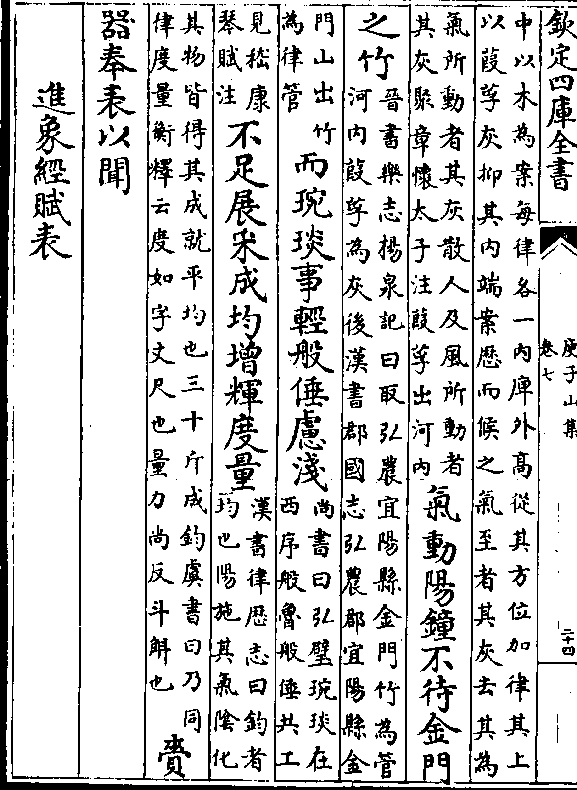 欽定四庫全書
庾子山集
卷七
二十四
中以木為案每律各一內庳外高從其方位加律其上
以葭莩灰抑其内端案歴而候之氣至者其灰去其為
氣所動者其灰散人及風所動者
其灰聚章懷太子注葭莩出河内
氣動陽鐘不待金門
之竹
晉書樂志揚泉記曰取弘農宜陽縣金門竹為管
河内葭莩為灰後漢書郡國志弘農郡宜陽縣金
門山出竹
為律管
而琬琰事輕般倕慮淺
尚書曰弘璧琬琰在
西序般魯般倕共工
見嵇康
琴賦注
不足展采成均增輝度量
漢書律厯志曰鈞者
均也陽施其氣陰化
其物皆得其成就平均也三十斤成鈞虞書曰乃同
律度量衡釋云度如字丈尺也量力尚反斗斛也
賫
器奉表以聞
進象經賦表